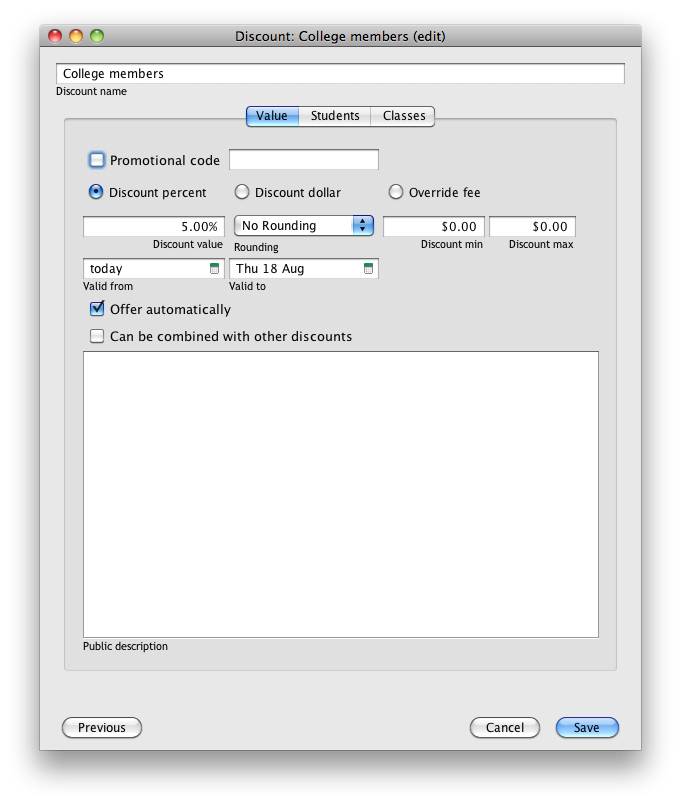 Discount: College members (edit)
College members
Discount name
Value Students Classes
Promotional code
Discount percent Discount dollar Override fee
5.00% No Rounding $0.00 $0.00
Discount value Rounding Discount min Discount max
today Thu 18 Aug
Valid from Valid to
Offer automatically
Can be combined with other discounts
Public description
Previous Cancel Save